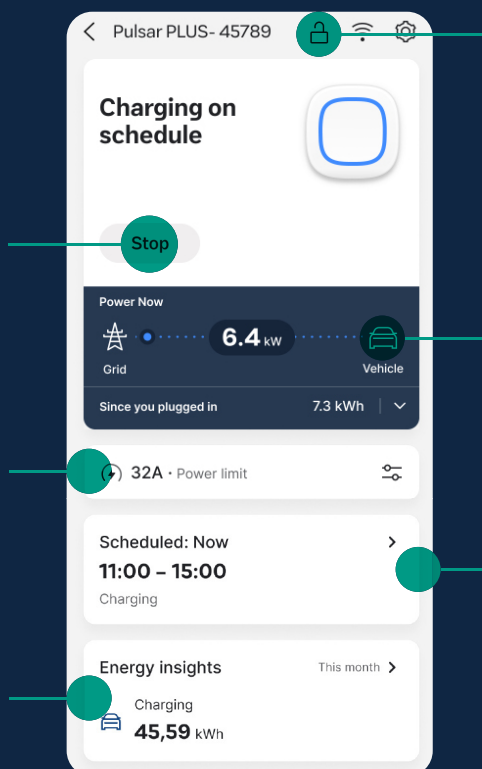 Pulsar PLUS- 45789
Charging on
schedule
Stop
Power Now
6.4 kW
Grid
Vehicle
Since you plugged in 7.3 kWh
32A · Power limit
Scheduled: Now
11:00 – 15:00
Charging
Energy insights This month
Charging
45,59 kWh